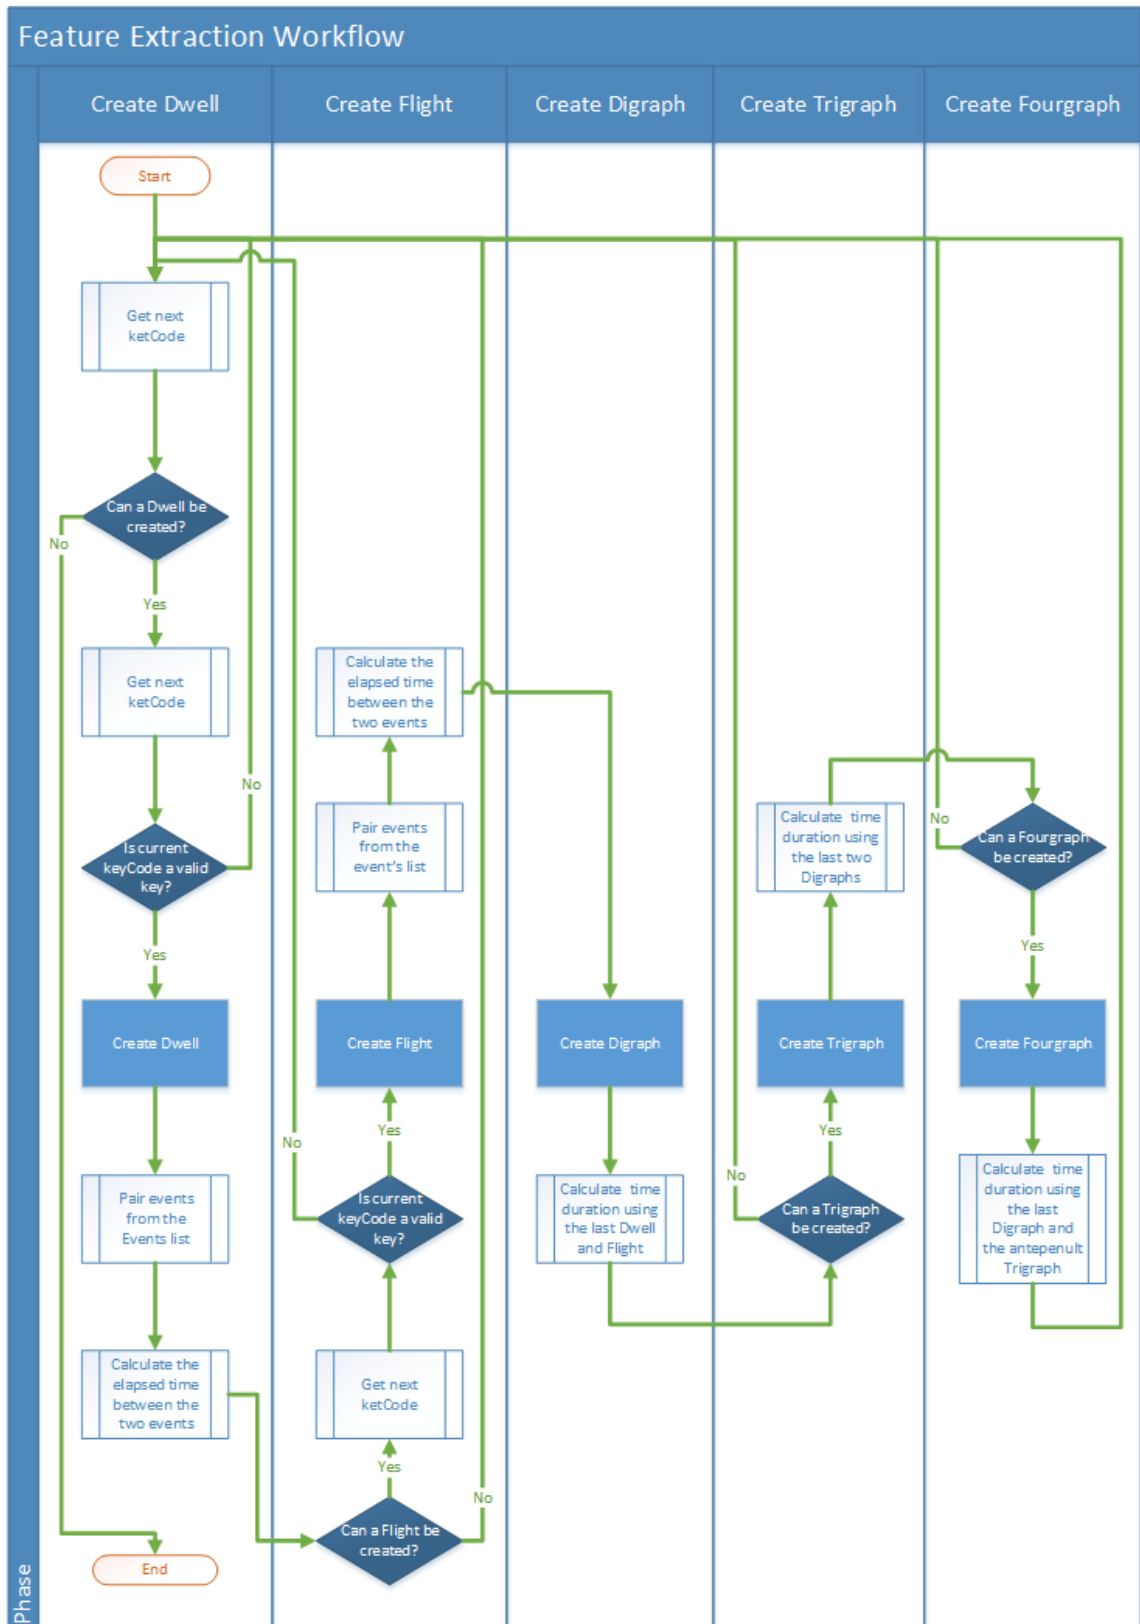 Feature Extraction Workflow
Create Dwell
Create Flight
Create Digraph
Create Trigraph
Create Fourgraph
Phase
Start
Get next
ketCode
Can a Dwell be
created?
No
Yes
Get next
ketCode
No
Is current
keyCode a valid
key?
Yes
Create Dwell
Pair events
from the
Events list
Calculate the
elapsed time
between the
two events
End
Can a Flight be
created?
No
Yes
Get next
ketCode
Is current
keyCode a valid
key?
No
Yes
Create Flight
Pair events
from the
event's list
Calculate the
elapsed time
between the
two events
Create Digraph
Calculate time
duration using
the last Dwell
and Flight
Can a Trigraph
be created?
No
Yes
Create Trigraph
Calculate time
duration using
the last two
Digraphs
Can a Fourgraph
be created?
No
Yes
Create Fourgraph
Calculate time
duration using
the last
Digraph and
the antepenult
Trigraph